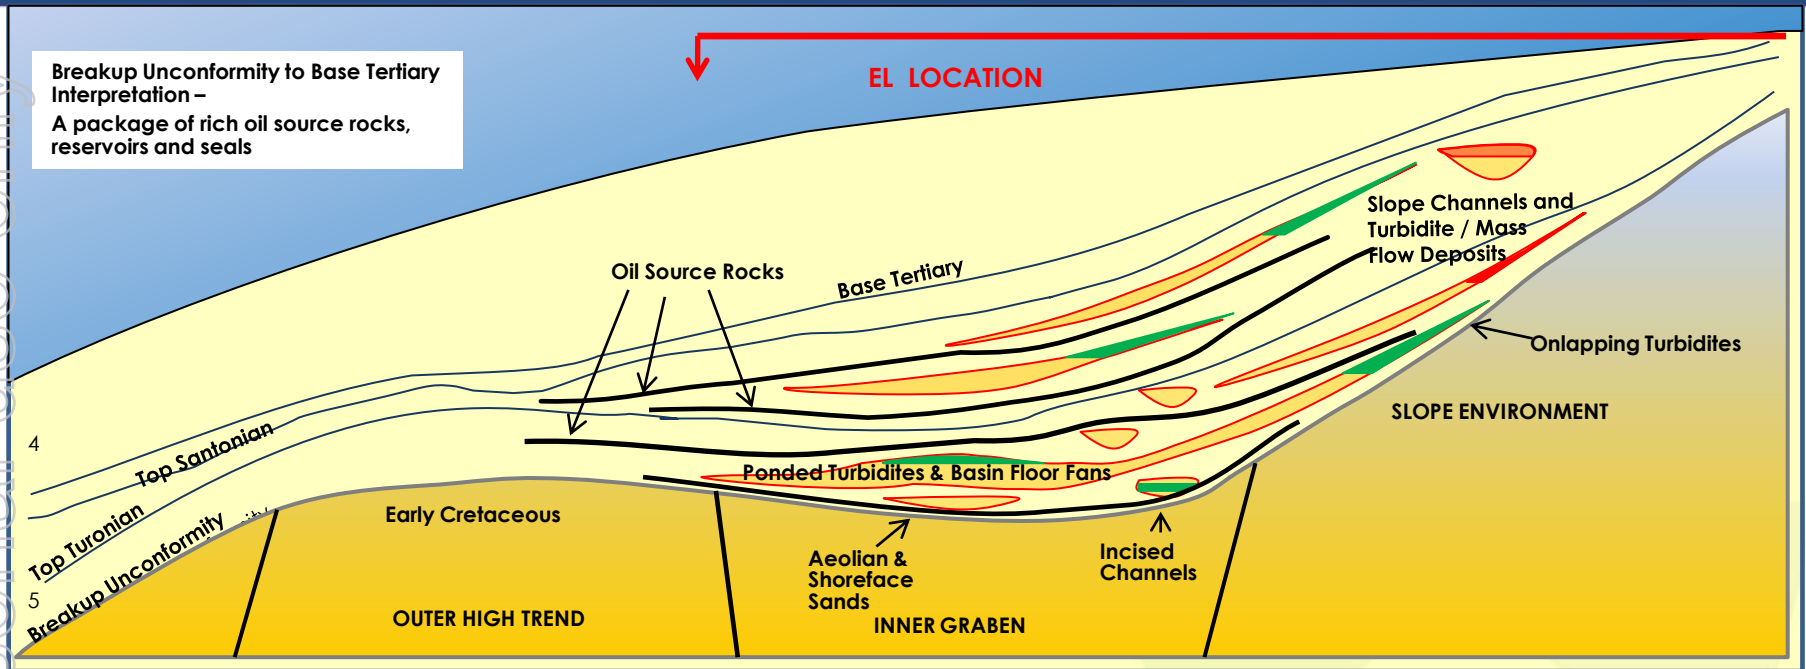 Breakup Unconformity to Base Tertiary
Interpretation –
A package of rich oil source rocks,
reservoirs and seals
EL LOCATION
Slope Channels and
Turbidite / Mass
Flow Deposits
Oil Source Rocks
Base Tertiary
Onlapping Turbidites
SLOPE ENVIRONMENT
4
Top Santonian
Ponded Turbidites & Basin Floor Fans
Early Cretaceous
Top Turonian
Breakup Unconformity
5
Aeolian &
Shoreface
Sands
Incised
Channels
OUTER HIGH TREND
INNER GRABEN